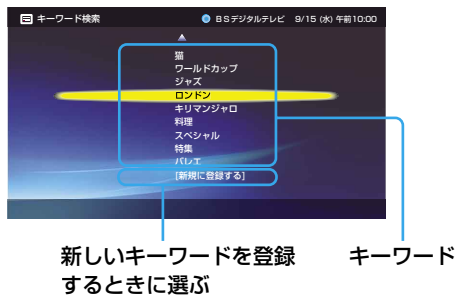 キーワード検索
BSデジタルテレビ 9/15 (水) 午前10:00
猫
ワールドカップ
ジャズ
ロンドン
キリマンジャロ
料理
スペシャル
特集
バレエ
[新規に登録する]
新しいキーワードを登録 キーワード
するときに選ぶ